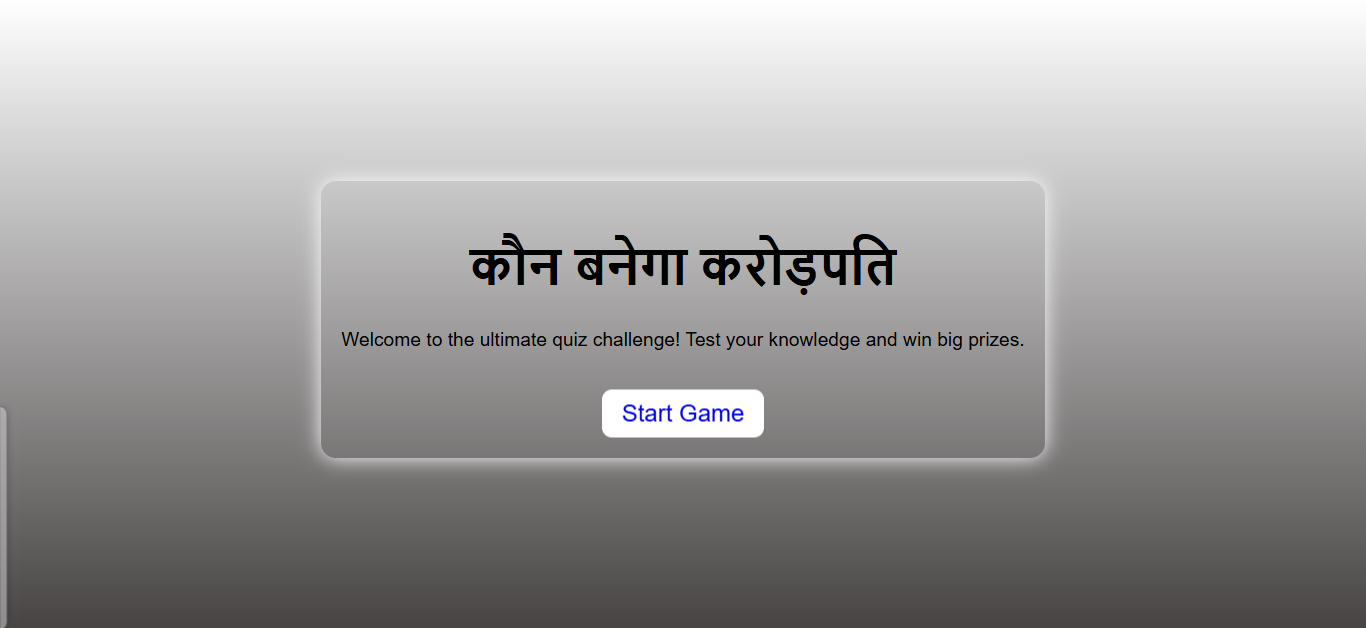 कौन बनेगा करोड़पति
Welcome to the ultimate quiz challenge! Test your knowledge and win big prizes.
Start Game